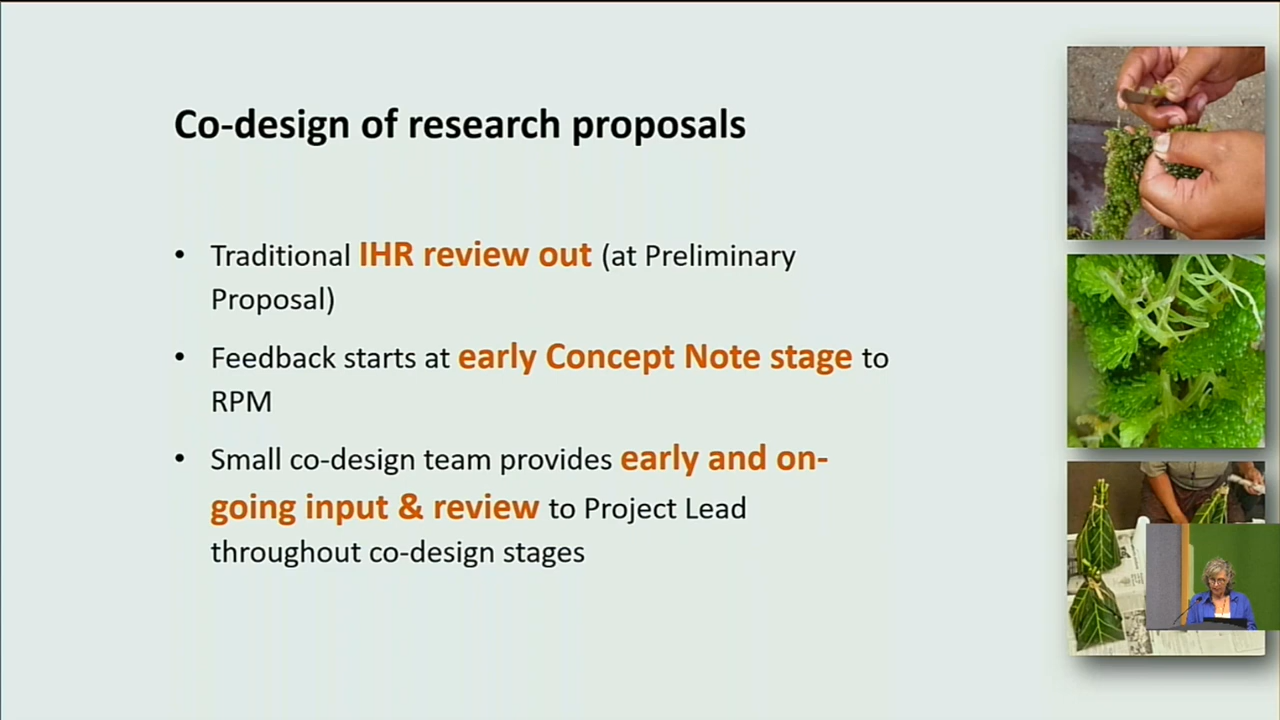 Co-design of research proposals
• Traditional IHR review out (at Preliminary
Proposal)
• Feedback starts at early Concept Note stage to
RPM
• Small co-design team provides early and on-
going input & review to Project Lead
throughout co-design stages